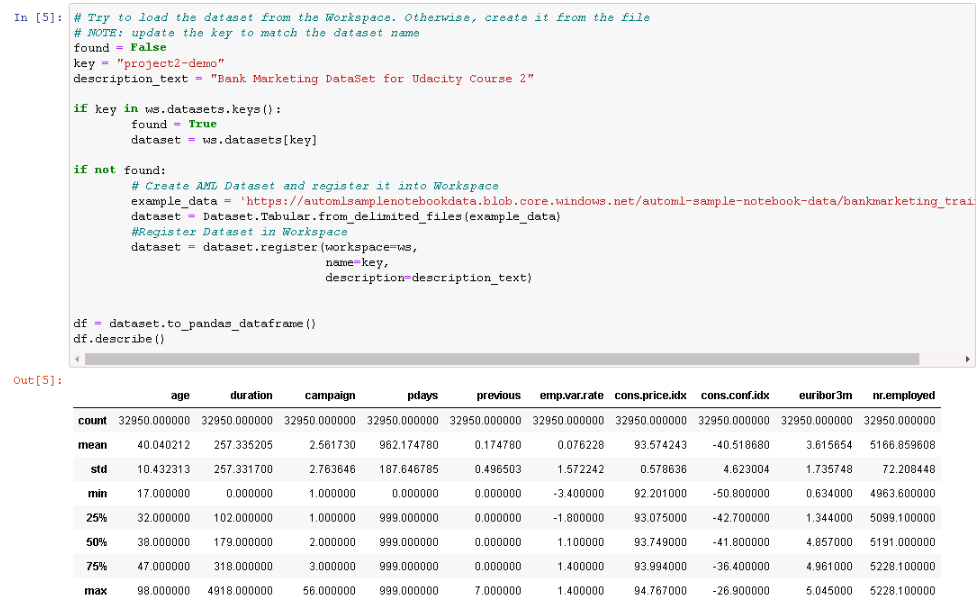 In [5]: # Try to load the dataset from the Workspace. Otherwise, create it from the file
# NOTE: update the key to match the dataset name
found = False
key = "project2-demo"
description_text = "Bank Marketing DataSet for Udacity Course 2"
if key in ws.datasets.keys():
found = True
dataset = ws.datasets[key]
if not found:
# Create AML Dataset and register it into Workspace
example_data = 'https://automlsamplenotebookdata.blob.core.windows.net/automl-sample-notebook-data/bankmarketing_trai
dataset = Dataset.Tabular.from_delimited_files(example_data)
#Register Dataset in Workspace
dataset = dataset.register(workspace=ws,
name=key,
description=description_text)
df = dataset.to_pandas_dataframe()
df.describe()
Out[5]:
age duration campaign pdays previous emp.var.rate cons.price.idx cons.conf.idx euribor3m nr.employed
count 32950.000000 32950.000000 32950.000000 32950.000000 32950.000000 32950.000000 32950.000000 32950.000000 32950.000000 32950.000000
mean 40.040212 257.335205 2.561730 962.174780 0.174780 0.076228 93.574243 -40.518680 3.615654 5166.859608
std 10.432313 257.331700 2.763646 187.646785 0.496503 1.572242 0.578636 4.623004 1.735748 72.208448
min 17.000000 0.000000 1.000000 0.000000 0.000000 -3.400000 92.201000 -50.800000 0.634000 4963.600000
25% 32.000000 102.000000 1.000000 999.000000 0.000000 -1.800000 93.075000 -42.700000 1.344000 5099.100000
50% 38.000000 179.000000 2.000000 999.000000 0.000000 1.100000 93.749000 -41.800000 4.857000 5191.000000
75% 47.000000 318.000000 3.000000 999.000000 0.000000 1.400000 93.994000 -36.400000 4.961000 5228.100000
max 98.000000 4918.000000 56.000000 999.000000 7.000000 1.400000 94.767000 -26.900000 5.045000 5228.100000